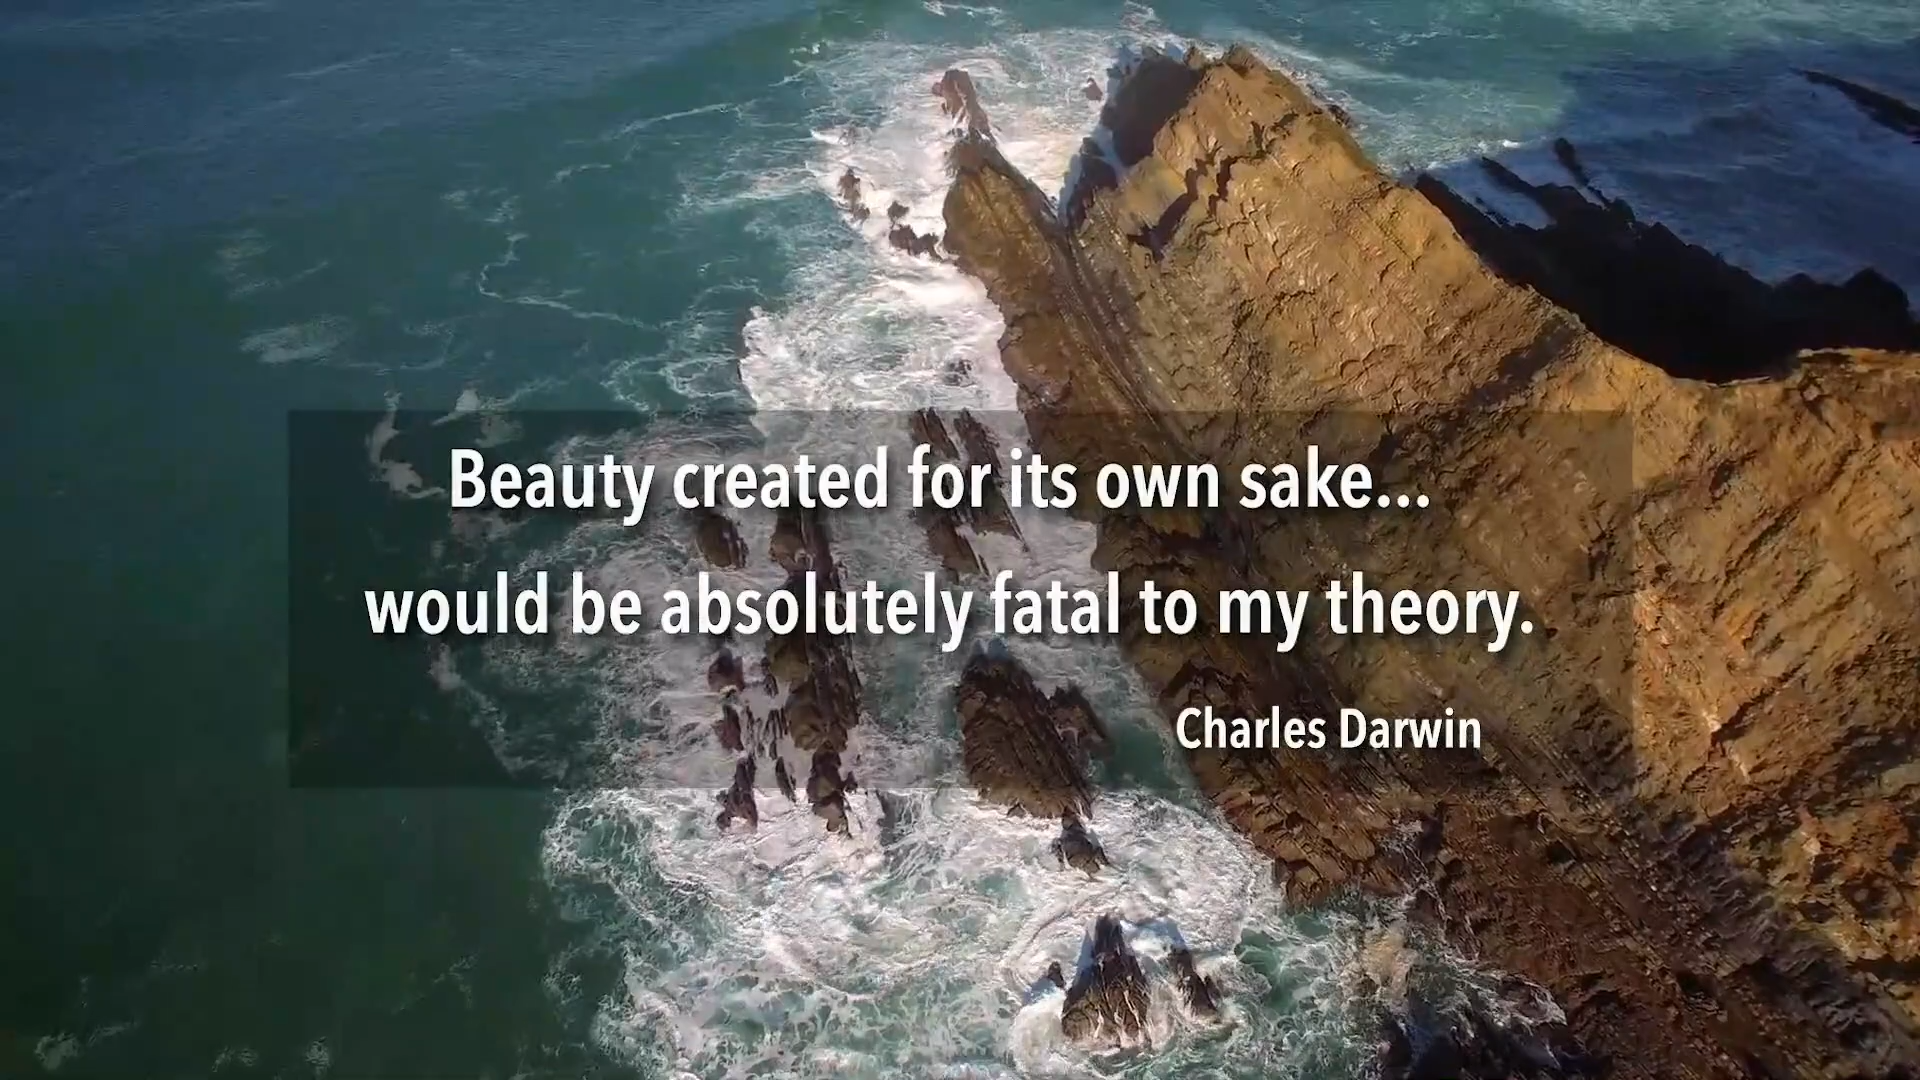 Beauty created for its own sake...
would be absolutely fatal to my theory.
Charles Darwin